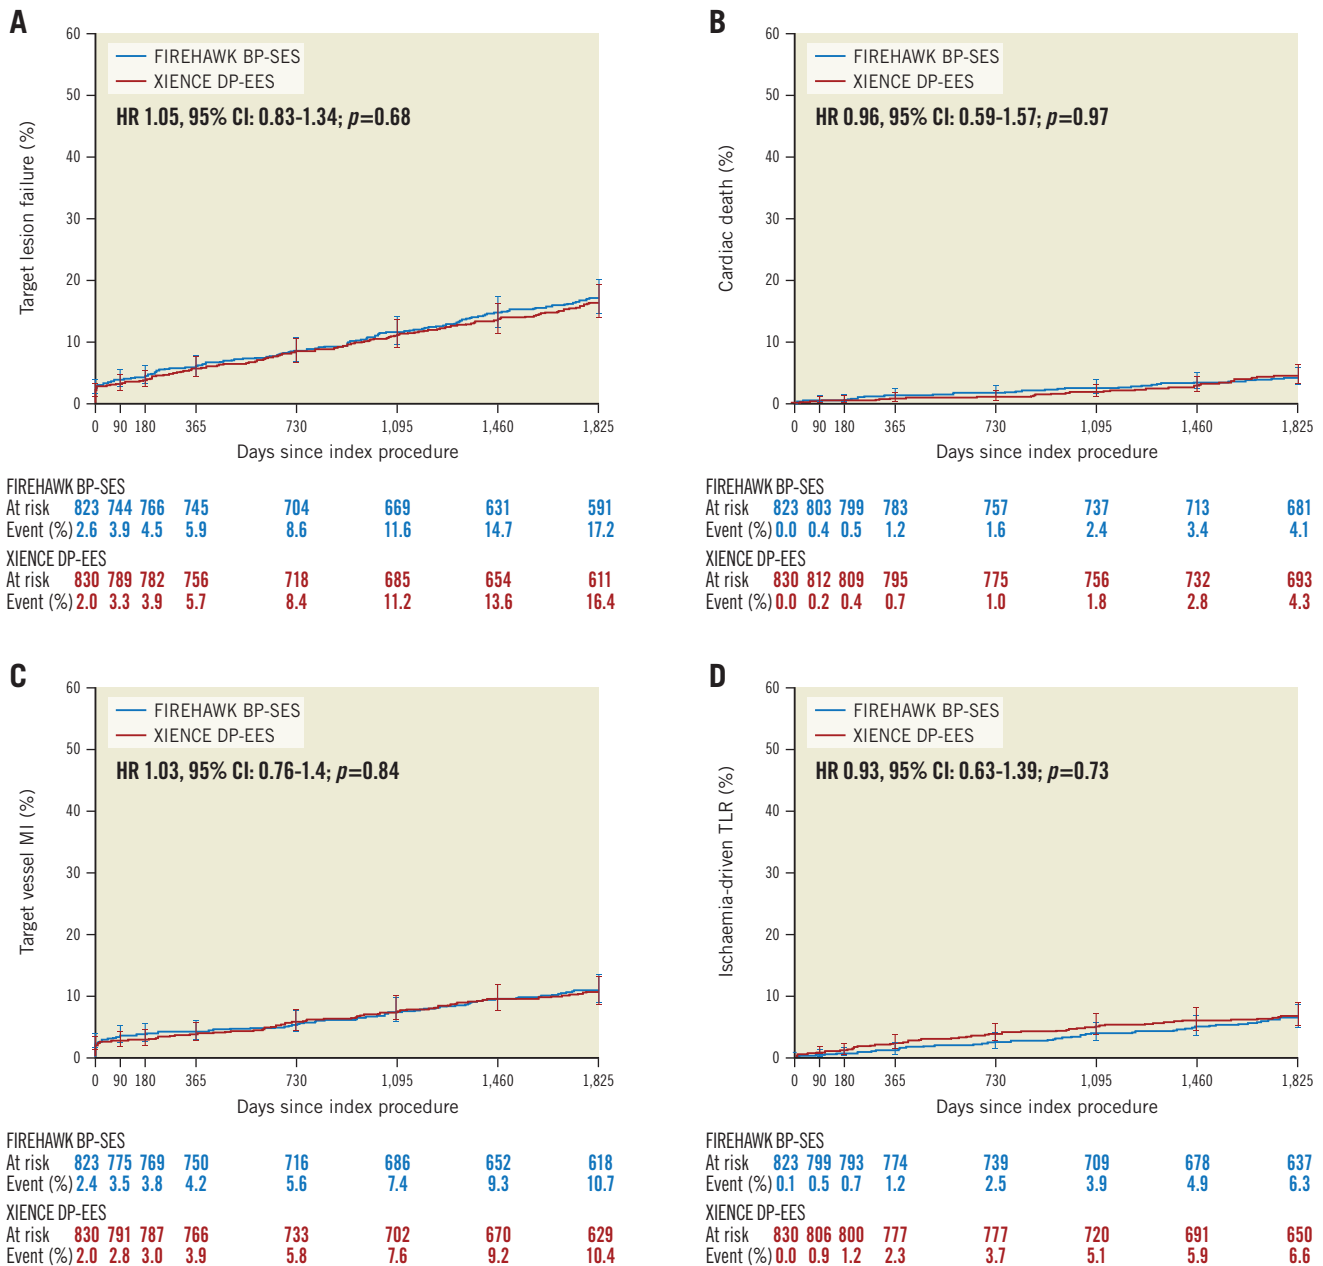 A
60
50
40
30
20
10
0
Target lesion failure (%)
FIREHAWK BP-SES
XIENCE DP-EES
HR 1.05, 95% CI: 0.83-1.34; p=0.68
0 90 180 365 730 1,095 1,460 1,825
Days since index procedure
FIREHAWK BP-SES
At risk 823 744 766 745 704 669 631 591
Event (%) 2.6 3.9 4.5 5.9 8.6 11.6 14.7 17.2
XIENCE DP-EES
At risk 830 789 782 756 718 685 654 611
Event (%) 2.0 3.3 3.9 5.7 8.4 11.2 13.6 16.4
B
60
50
40
30
20
10
0
Cardiac death (%)
FIREHAWK BP-SES
XIENCE DP-EES
HR 0.96, 95% CI: 0.59-1.57; p=0.97
0 90 180 365 730 1,095 1,460 1,825
Days since index procedure
FIREHAWK BP-SES
At risk 823 803 799 783 757 737 713 681
Event (%) 0.0 0.4 0.5 1.2 1.6 2.4 3.4 4.1
XIENCE DP-EES
At risk 830 812 809 795 775 756 732 693
Event (%) 0.0 0.2 0.4 0.7 1.0 1.8 2.8 4.3
C
60
50
40
30
20
10
0
Target vessel MI (%)
FIREHAWK BP-SES
XIENCE DP-EES
HR 1.03, 95% CI: 0.76-1.4; p=0.84
0 90 180 365 730 1,095 1,460 1,825
Days since index procedure
FIREHAWK BP-SES
At risk 823 775 769 750 716 686 652 618
Event (%) 2.4 3.5 3.8 4.2 5.6 7.4 9.3 10.7
XIENCE DP-EES
At risk 830 791 787 766 733 702 670 629
Event (%) 2.0 2.8 3.0 3.9 5.8 7.6 9.2 10.4
D
60
50
40
30
20
10
0
Ischaemia-driven TLR (%)
FIREHAWK BP-SES
XIENCE DP-EES
HR 0.93, 95% CI: 0.63-1.39; p=0.73
0 90 180 365 730 1,095 1,460 1,825
Days since index procedure
FIREHAWK BP-SES
At risk 823 799 793 774 739 709 678 637
Event (%) 0.1 0.5 0.7 1.2 2.5 3.9 4.9 6.3
XIENCE DP-EES
At risk 830 806 800 777 777 720 691 650
Event (%) 0.0 0.9 1.2 2.3 3.7 5.1 5.9 6.6